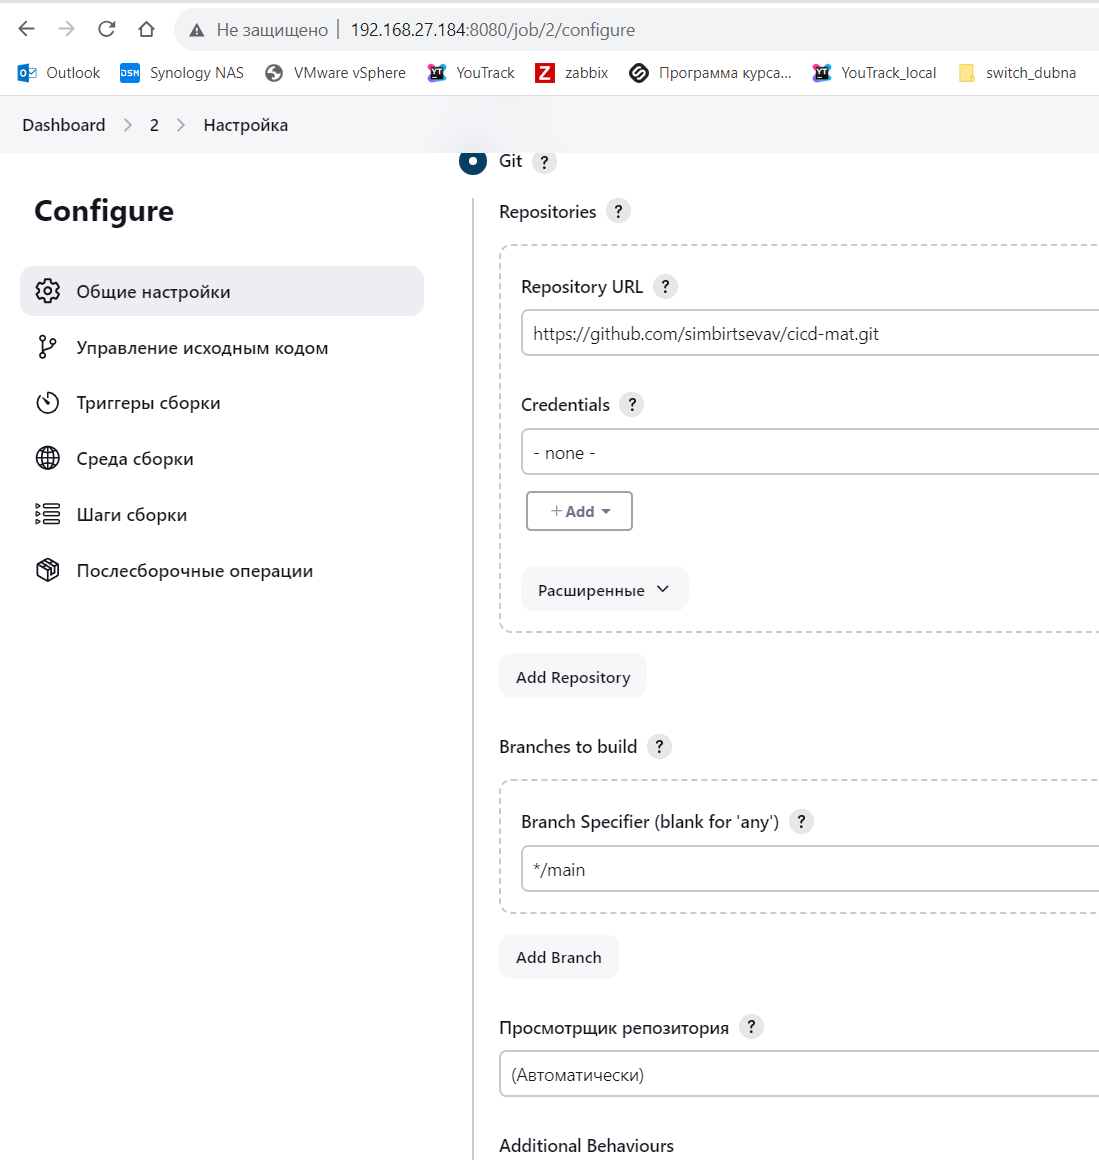 Не защищено | 192.168.27.184:8080/job/2/configure
Outlook DSM Synology NAS VMware vSphere YT YouTrack Z zabbix Программа курса... YT YouTrack_local switch_dubna
Dashboard > 2 > Настройка
Git ?
Configure
Общие настройки
Управление исходным кодом
Триггеры сборки
Среда сборки
Шаги сборки
Послесборочные операции
Repositories ?
Repository URL ?
https://github.com/simbirtsevav/cicd-mat.git
Credentials ?
- none -
+ Add
Расширенные
Add Repository
Branches to build ?
Branch Specifier (blank for 'any') ?
*/main
Add Branch
Просмотрщик репозитория ?
(Автоматически)
Additional Behaviours